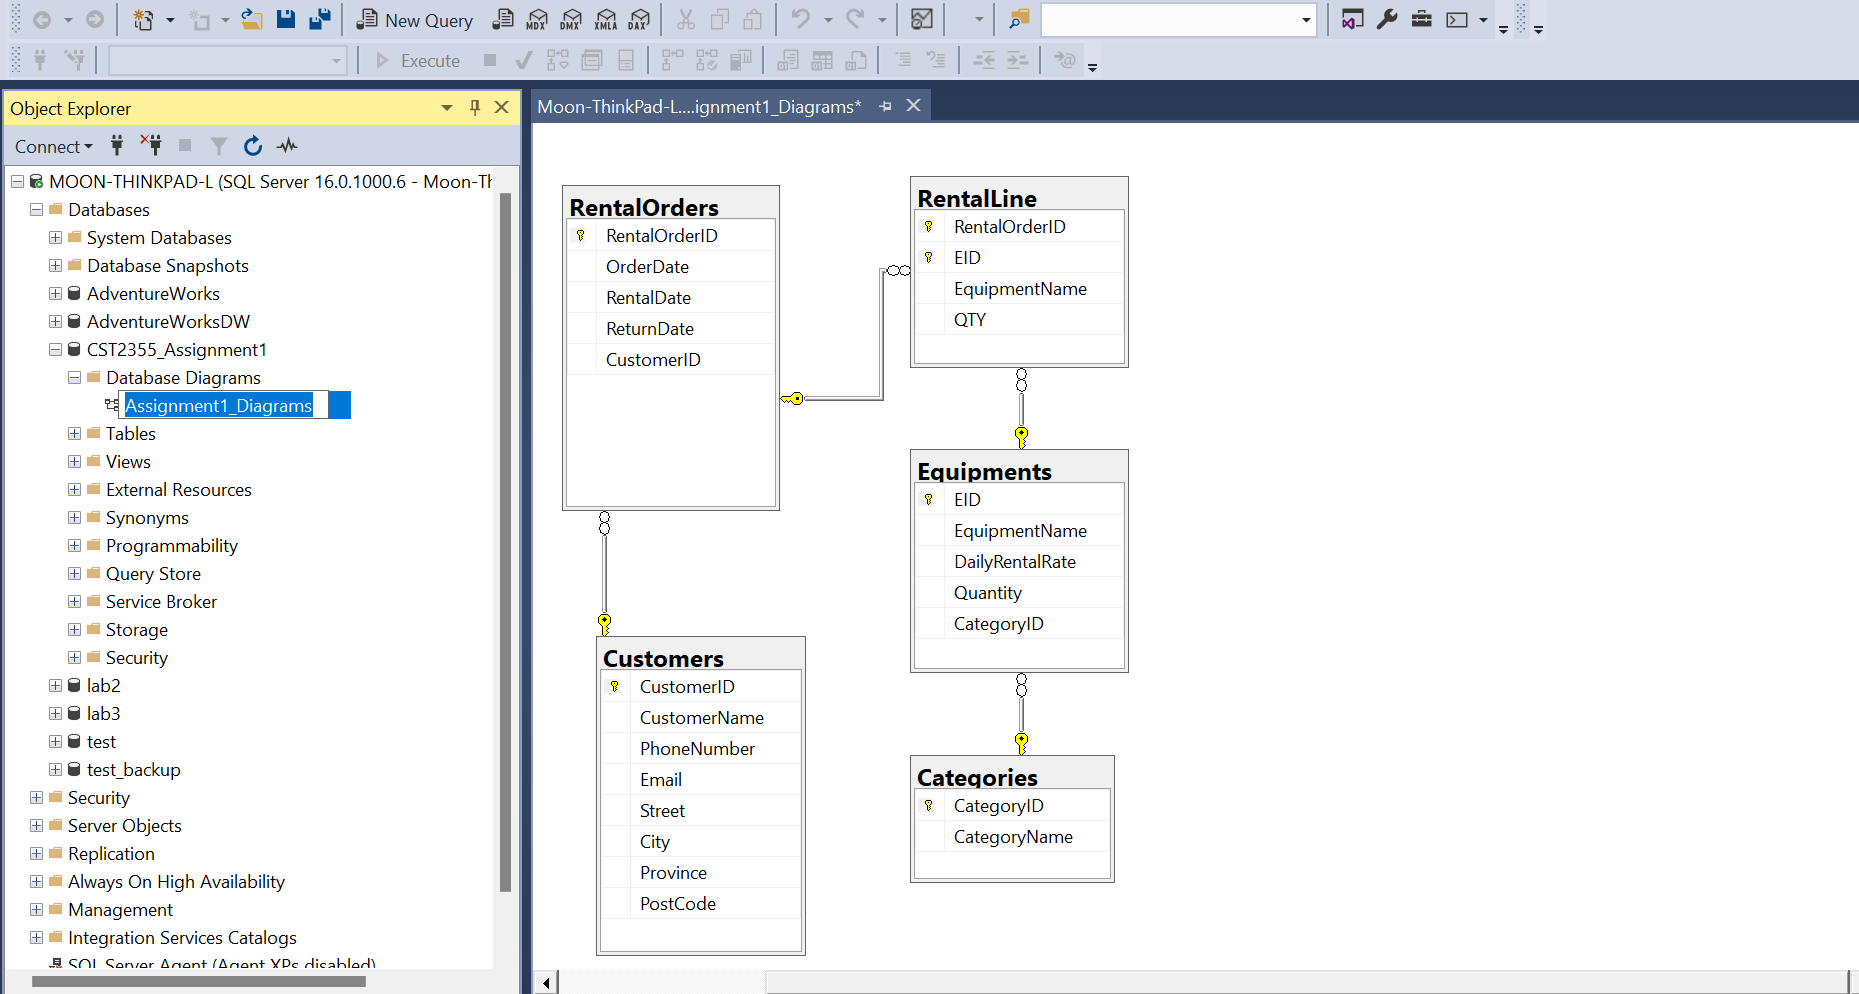 New Query
MDX
DMX
XMLA
DAX
Execute
Object Explorer
Connect
MOON-THINKPAD-L (SQL Server 16.0.1000.6 - Moon-Th
Databases
System Databases
Database Snapshots
AdventureWorks
AdventureWorksDW
CST2355_Assignment1
Database Diagrams
Assignment1_Diagrams
Tables
Views
External Resources
Synonyms
Programmability
Query Store
Service Broker
Storage
Security
lab2
lab3
test
test_backup
Security
Server Objects
Replication
Always On High Availability
Management
Integration Services Catalogs
SQL Server Agent (Agent XPs disabled)
Moon-ThinkPad-L....ignment1_Diagrams*
RentalOrders
RentalOrderID
OrderDate
RentalDate
ReturnDate
CustomerID
Customers
CustomerID
CustomerName
PhoneNumber
Email
Street
City
Province
PostCode
RentalLine
RentalOrderID
EID
EquipmentName
QTY
Equipments
EID
EquipmentName
DailyRentalRate
Quantity
CategoryID
Categories
CategoryID
CategoryName